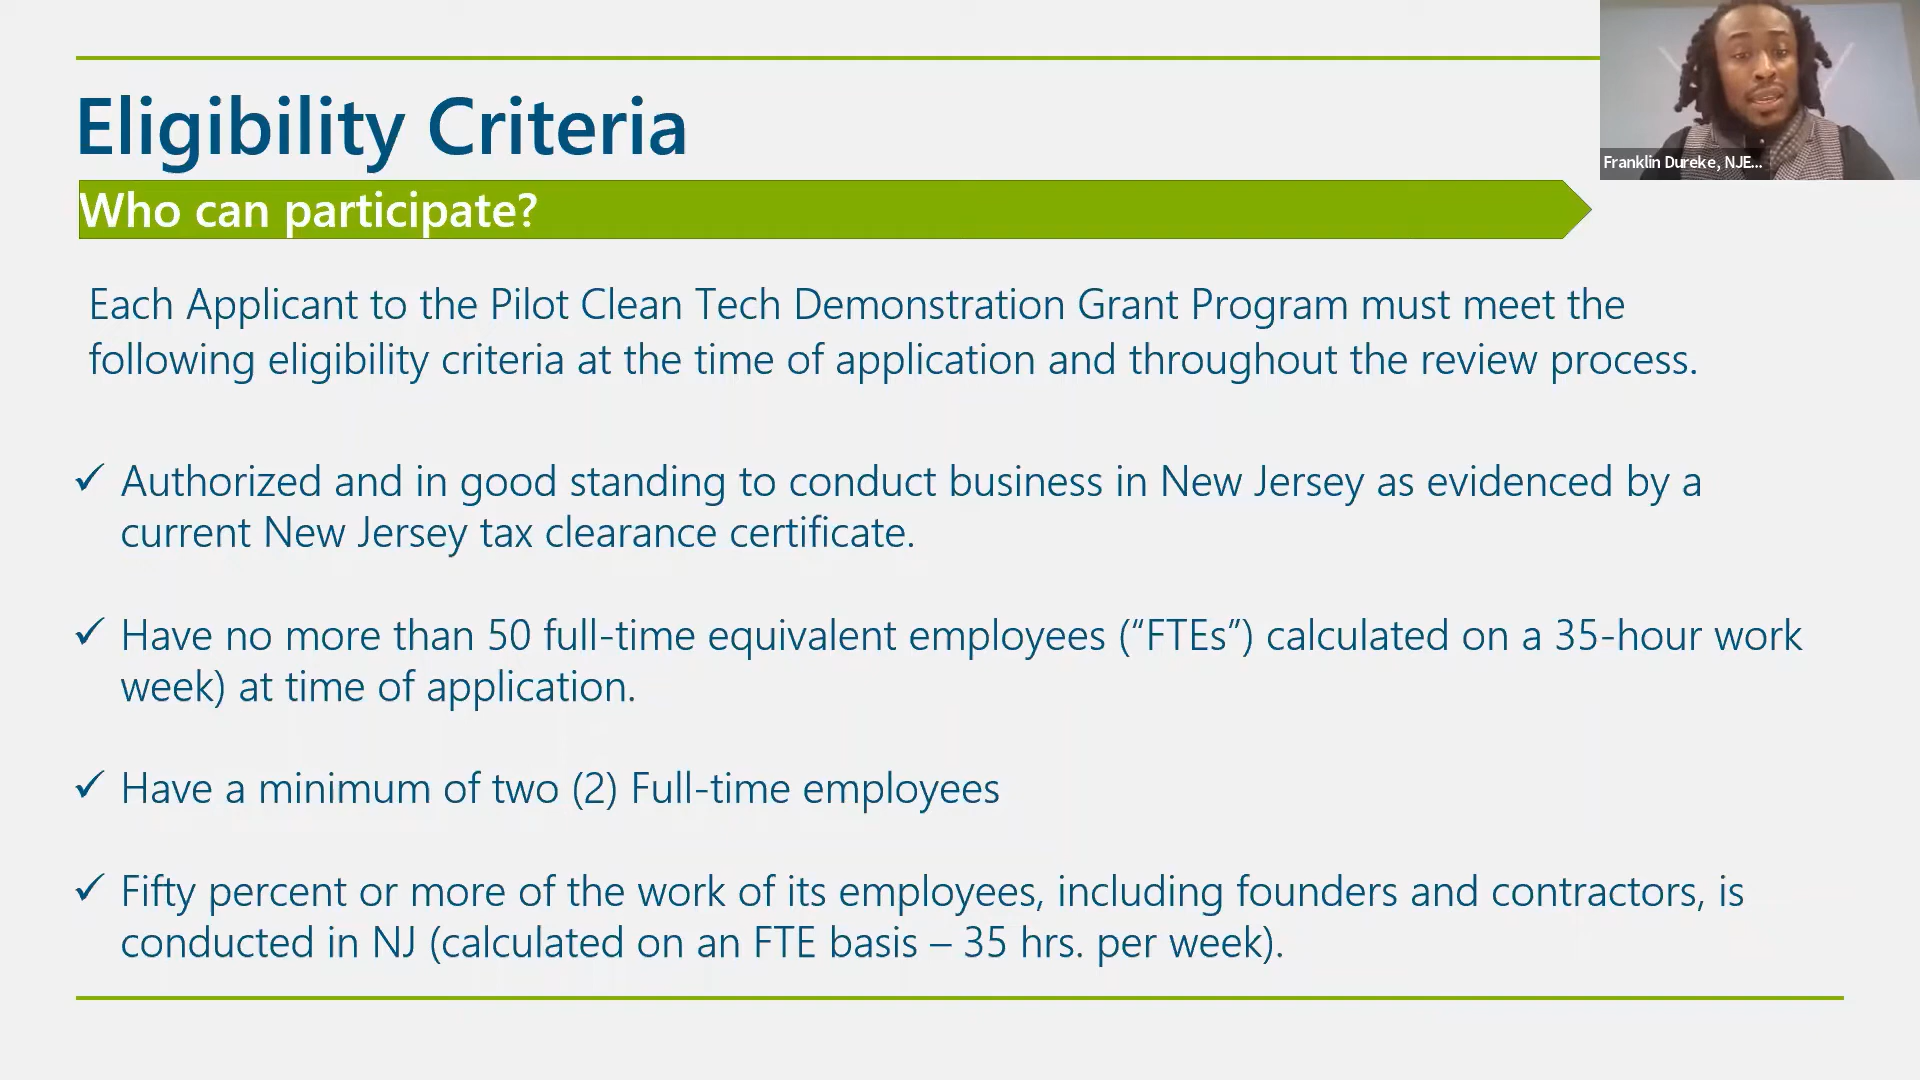 Eligibility Criteria
Who can participate?
Franklin Dureke, NJE...
Each Applicant to the Pilot Clean Tech Demonstration Grant Program must meet the
following eligibility criteria at the time of application and throughout the review process.
✓ Authorized and in good standing to conduct business in New Jersey as evidenced by a
current New Jersey tax clearance certificate.
✓ Have no more than 50 full-time equivalent employees (“FTEs”) calculated on a 35-hour work
week) at time of application.
✓ Have a minimum of two (2) Full-time employees
✓ Fifty percent or more of the work of its employees, including founders and contractors, is
conducted in NJ (calculated on an FTE basis – 35 hrs. per week).